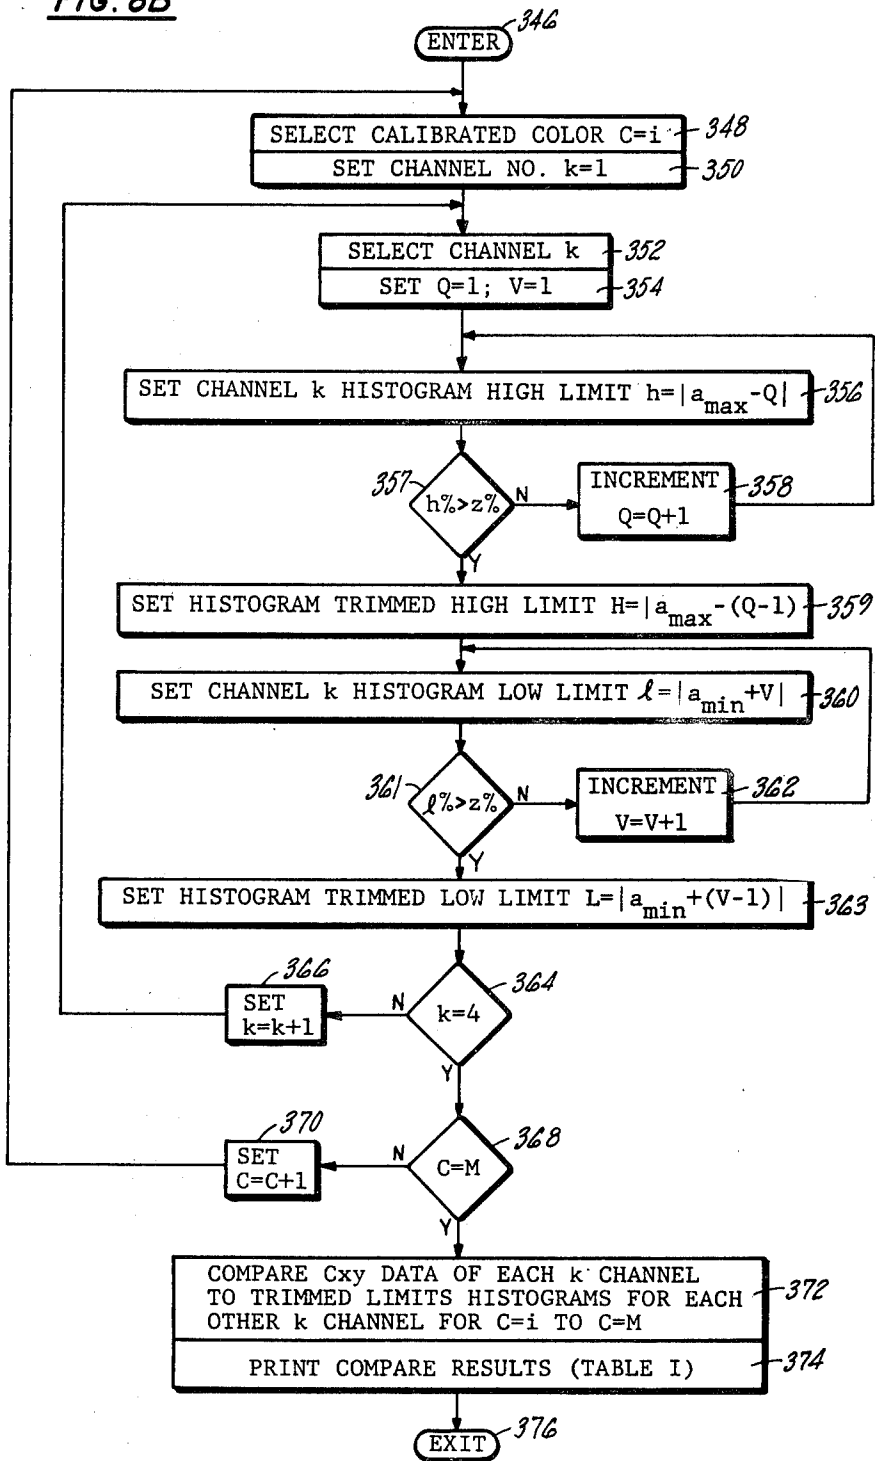 FIG. 8B
ENTER 346
SELECT CALIBRATED COLOR C=i 348
SET CHANNEL NO. k=1 350
SELECT CHANNEL k 352
SET Q=1; V=1 354
SET CHANNEL k HISTOGRAM HIGH LIMIT h=|a_max-Q| 356
357 h%>z% N INCREMENT 358
Q=Q+1
Y
SET HISTOGRAM TRIMMED HIGH LIMIT H=|a_max-(Q-1) 359
SET CHANNEL k HISTOGRAM LOW LIMIT ℓ=|a_min+V| 360
361 ℓ%>z% N INCREMENT 362
V=V+1
Y
SET HISTOGRAM TRIMMED LOW LIMIT L=|a_min+(V-1)| 363
366 364
SET
k=k+1 N k=4
Y
370 368
SET
C=C+1 N C=M
Y
COMPARE Cxy DATA OF EACH k CHANNEL
TO TRIMMED LIMITS HISTOGRAMS FOR EACH 372
OTHER k CHANNEL FOR C=i TO C=M
PRINT COMPARE RESULTS (TABLE I) 374
EXIT 376